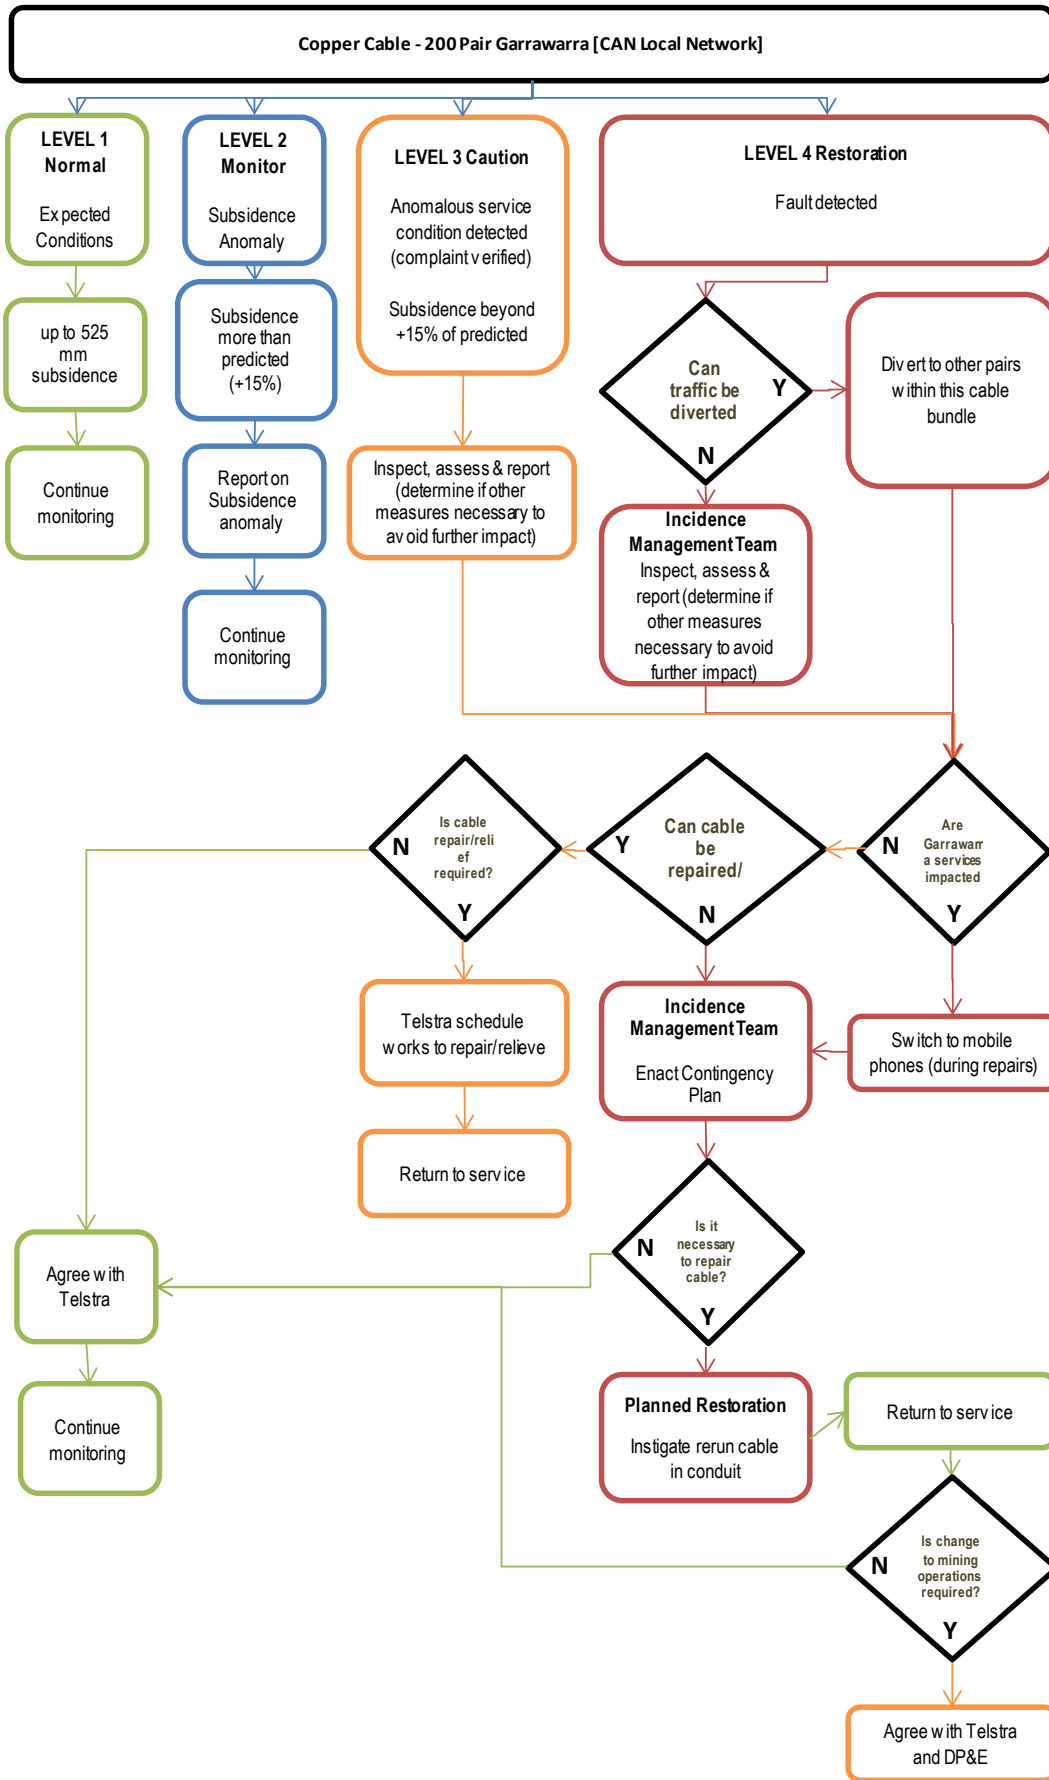 Copper Cable - 200 Pair Garrawarra [CAN Local Network]
LEVEL 1
Normal
Expected
Conditions
LEVEL 2
Monitor
Subsidence
Anomaly
LEVEL 3 Caution
Anomalous service
condition detected
(complaint verified)
Subsidence beyond
+15% of predicted
LEVEL 4 Restoration
Fault detected
up to 525
mm
subsidence
Subsidence
more than
predicted
(+15%)
Can
traffic be
diverted
Y
N
Divert to other pairs
within this cable
bundle
Continue
monitoring
Report on
Subsidence
anomaly
Inspect, assess & report
(determine if other
measures necessary to
avoid further impact)
Incidence
Management Team
Inspect, assess &
report (determine if
other measures
necessary to avoid
further impact)
Continue
monitoring
Is cable
repair/reli
ef
required?
N
Y
Can cable
be
repaired/
Y
N
Are
Garrawarr
a services
impacted
N
Y
Telstra schedule
works to repair/relieve
Incidence
Management Team
Enact Contingency
Plan
Switch to mobile
phones (during repairs)
Return to service
Is it
necessary
to repair
cable?
N
Y
Agree with
Telstra
Continue
monitoring
Planned Restoration
Instigate rerun cable
in conduit
Return to service
Is change
to mining
operations
required?
N
Y
Agree with Telstra
and DP&E